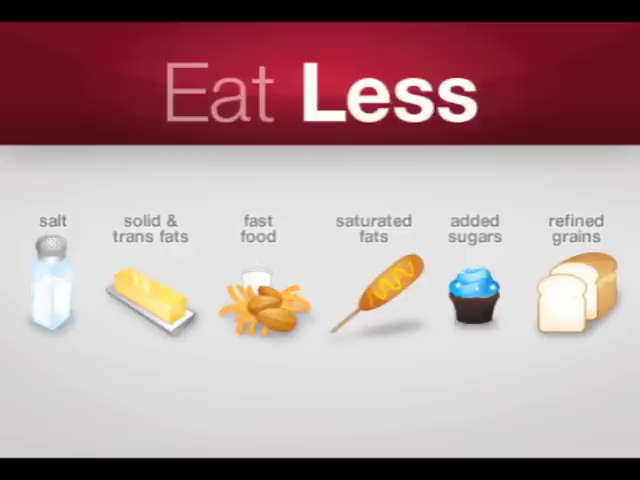 Eat Less
salt
solid &
trans fats
fast
food
saturated
fats
added
sugars
refined
grains